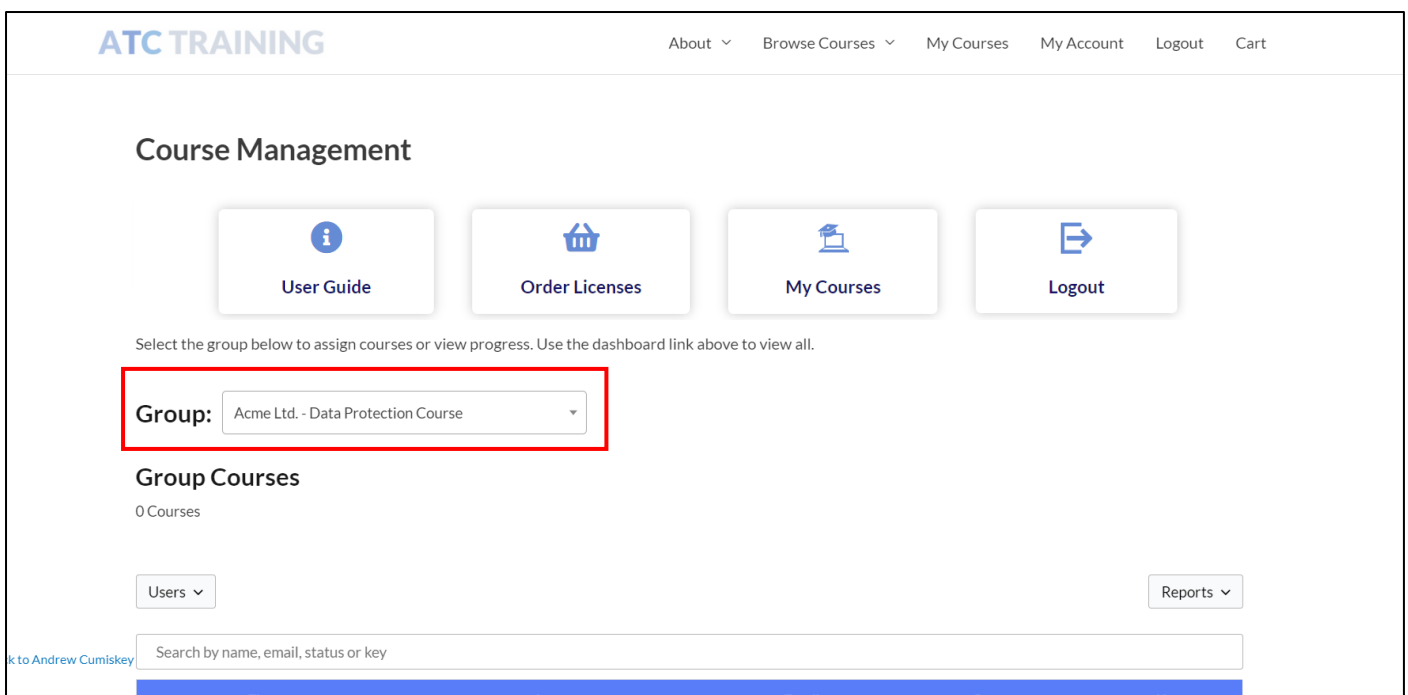 ATC TRAINING
About Browse Courses My Courses My Account Logout Cart
Course Management
User Guide Order Licenses My Courses Logout
Select the group below to assign courses or view progress. Use the dashboard link above to view all.
Group: Acme Ltd. - Data Protection Course
Group Courses
0 Courses
Users Reports
Search by name, email, status or key
k to Andrew Cumiskey